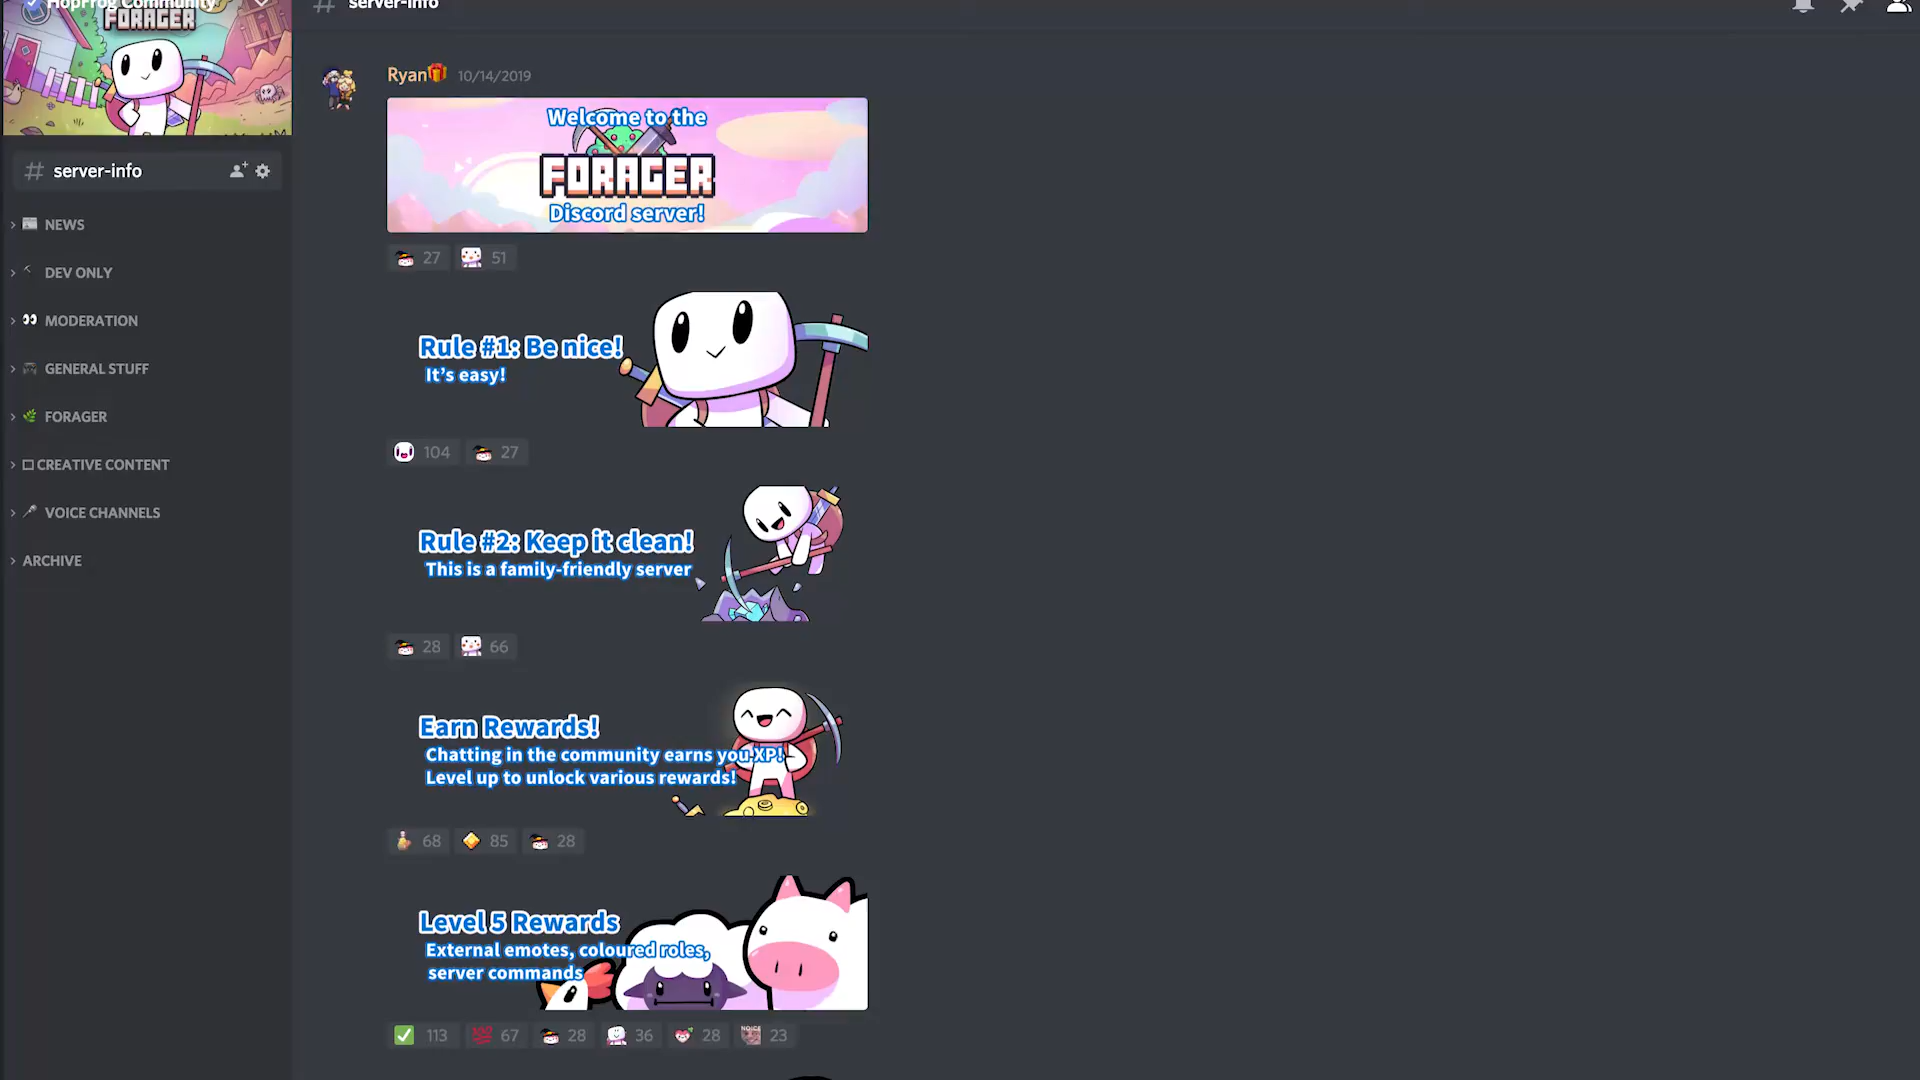 HopFrog Community
FORAGER
server-info
NEWS
DEV ONLY
MODERATION
GENERAL STUFF
FORAGER
CREATIVE CONTENT
VOICE CHANNELS
ARCHIVE
# server-info
Ryan 10/14/2019
Welcome to the
FORAGER
Discord server!
27 51
Rule #1: Be nice!
It's easy!
104 27
Rule #2: Keep it clean!
This is a family-friendly server
28 66
Earn Rewards!
Chatting in the community earns you XP!
Level up to unlock various rewards!
68 85 28
Level 5 Rewards
External emotes, coloured roles,
server commands
113 100 67 28 36 28 NOICE 23